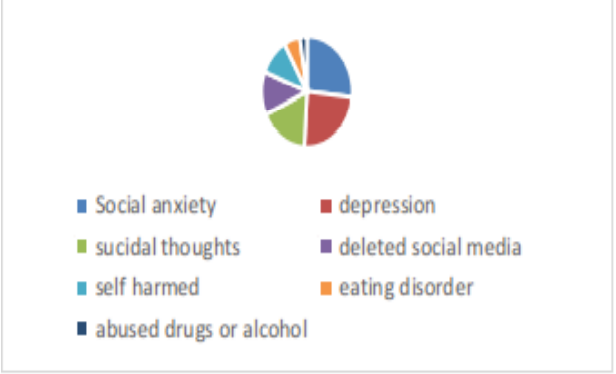 Social anxiety
depression
sucidal thoughts
deleted social media
self harmed
eating disorder
abused drugs or alcohol